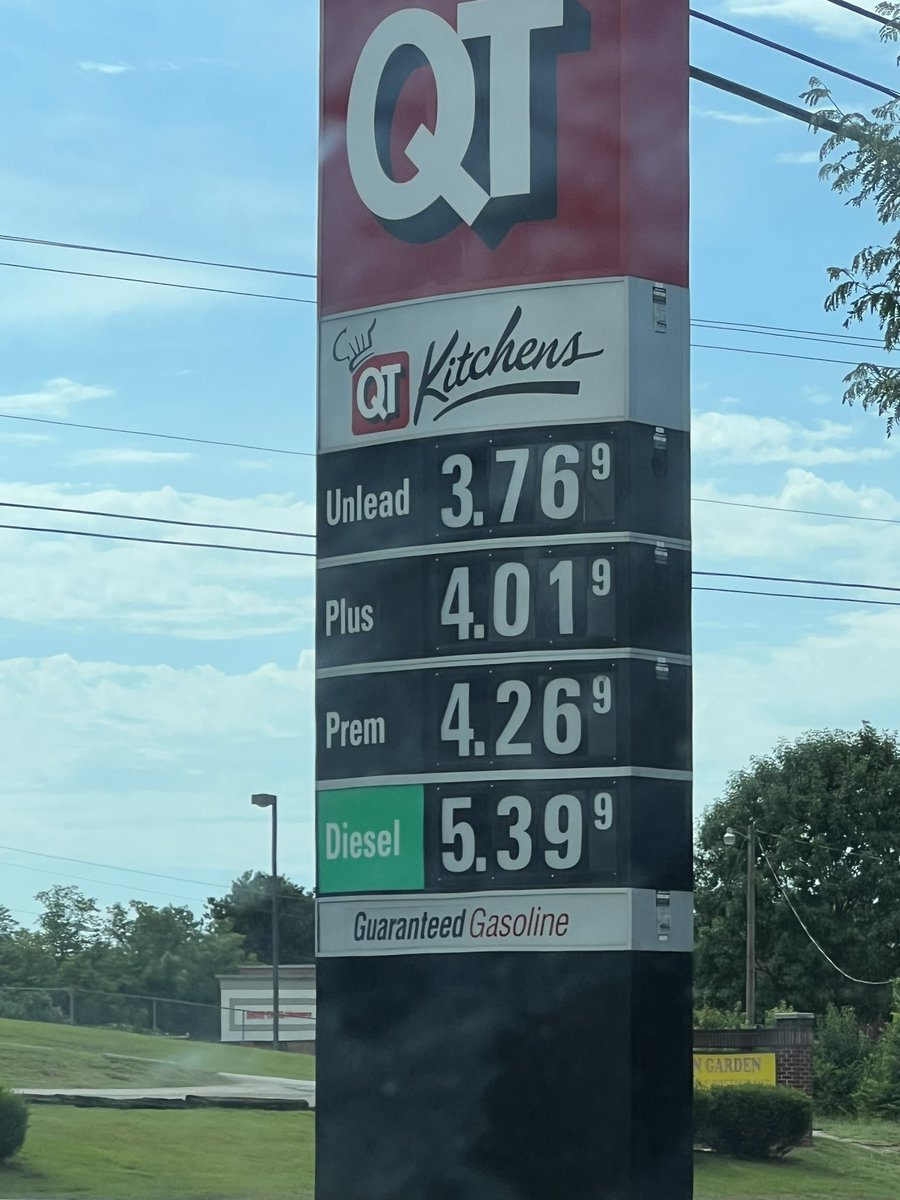 QT
QT Kitchens
Unlead 3.76 9
Plus 4.01 9
Prem 4.26 9
Diesel 5.39 9
Guaranteed Gasoline
N GARDEN